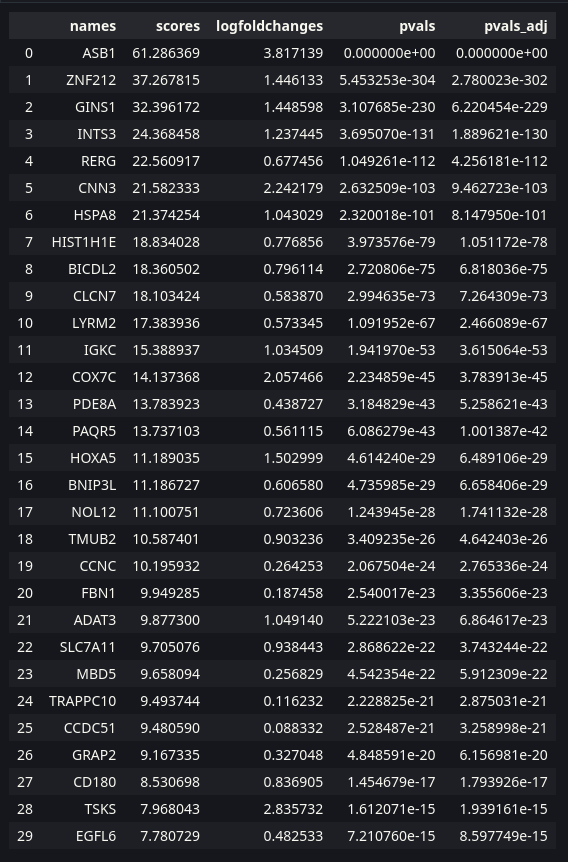 names scores logfoldchanges pvals pvals_adj
0 ASB1 61.286369 3.817139 0.000000e+00 0.000000e+00
1 ZNF212 37.267815 1.446133 5.453253e-304 2.780023e-302
2 GINS1 32.396172 1.448598 3.107685e-230 6.220454e-229
3 INTS3 24.368458 1.237445 3.695070e-131 1.889621e-130
4 RERG 22.560917 0.677456 1.049261e-112 4.256181e-112
5 CNN3 21.582333 2.242179 2.632509e-103 9.462723e-103
6 HSPA8 21.374254 1.043029 2.320018e-101 8.147950e-101
7 HIST1H1E 18.834028 0.776856 3.973576e-79 1.051172e-78
8 BICDL2 18.360502 0.796114 2.720806e-75 6.818036e-75
9 CLCN7 18.103424 0.583870 2.994635e-73 7.264309e-73
10 LYRM2 17.383936 0.573345 1.091952e-67 2.466089e-67
11 IGKC 15.388937 1.034509 1.941970e-53 3.615064e-53
12 COX7C 14.137368 2.057466 2.234859e-45 3.783913e-45
13 PDE8A 13.783923 0.438727 3.184829e-43 5.258621e-43
14 PAQR5 13.737103 0.561115 6.086279e-43 1.001387e-42
15 HOXA5 11.189035 1.502999 4.614240e-29 6.489106e-29
16 BNIP3L 11.186727 0.606580 4.735985e-29 6.658406e-29
17 NOL12 11.100751 0.723606 1.243945e-28 1.741132e-28
18 TMUB2 10.587401 0.903236 3.409235e-26 4.642403e-26
19 CCNC 10.195932 0.264253 2.067504e-24 2.765336e-24
20 FBN1 9.949285 0.187458 2.540017e-23 3.355606e-23
21 ADAT3 9.877300 1.049140 5.222103e-23 6.864617e-23
22 SLC7A11 9.705076 0.938443 2.868622e-22 3.743244e-22
23 MBD5 9.658094 0.256829 4.542354e-22 5.912309e-22
24 TRAPPC10 9.493744 0.116232 2.228825e-21 2.875031e-21
25 CCDC51 9.480590 0.088332 2.528487e-21 3.258998e-21
26 GRAP2 9.167335 0.327048 4.848591e-20 6.156981e-20
27 CD180 8.530698 0.836905 1.454679e-17 1.793926e-17
28 TSKS 7.968043 2.835732 1.612071e-15 1.939161e-15
29 EGFL6 7.780729 0.482533 7.210760e-15 8.597749e-15